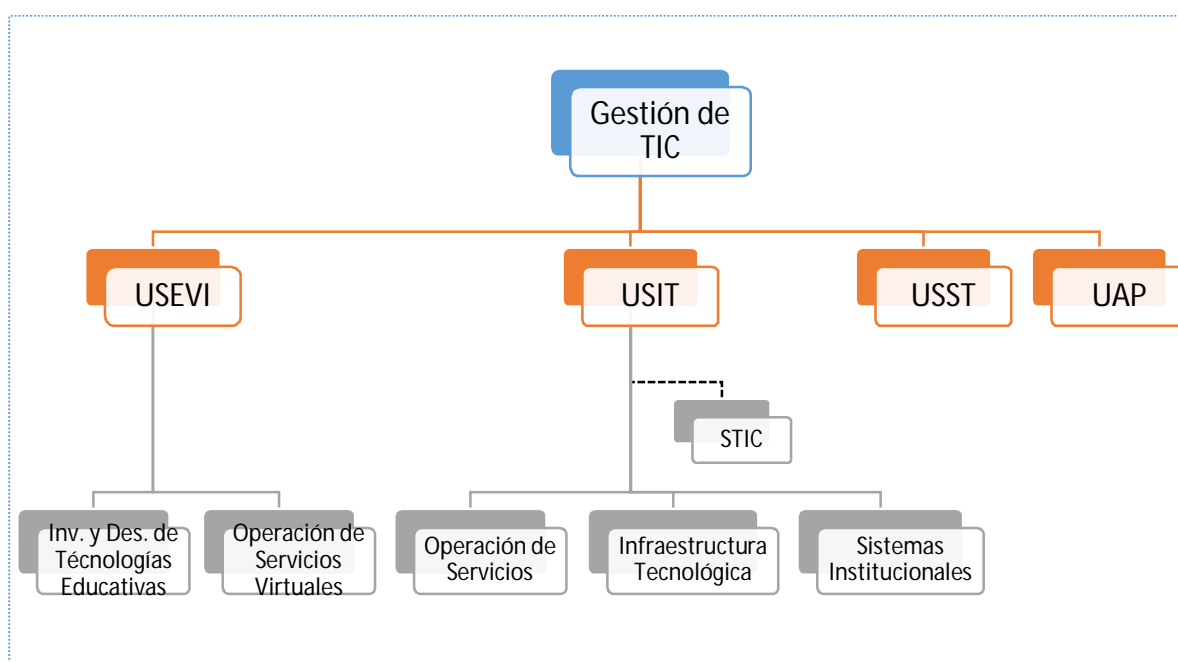 Gestión de
TIC
USEVI
USIT
USST
UAP
STIC
Inv. y Des. de
Técnologías
Educativas
Operación de
Servicios
Virtuales
Operación de
Servicios
Infraestructura
Tecnológica
Sistemas
Institucionales